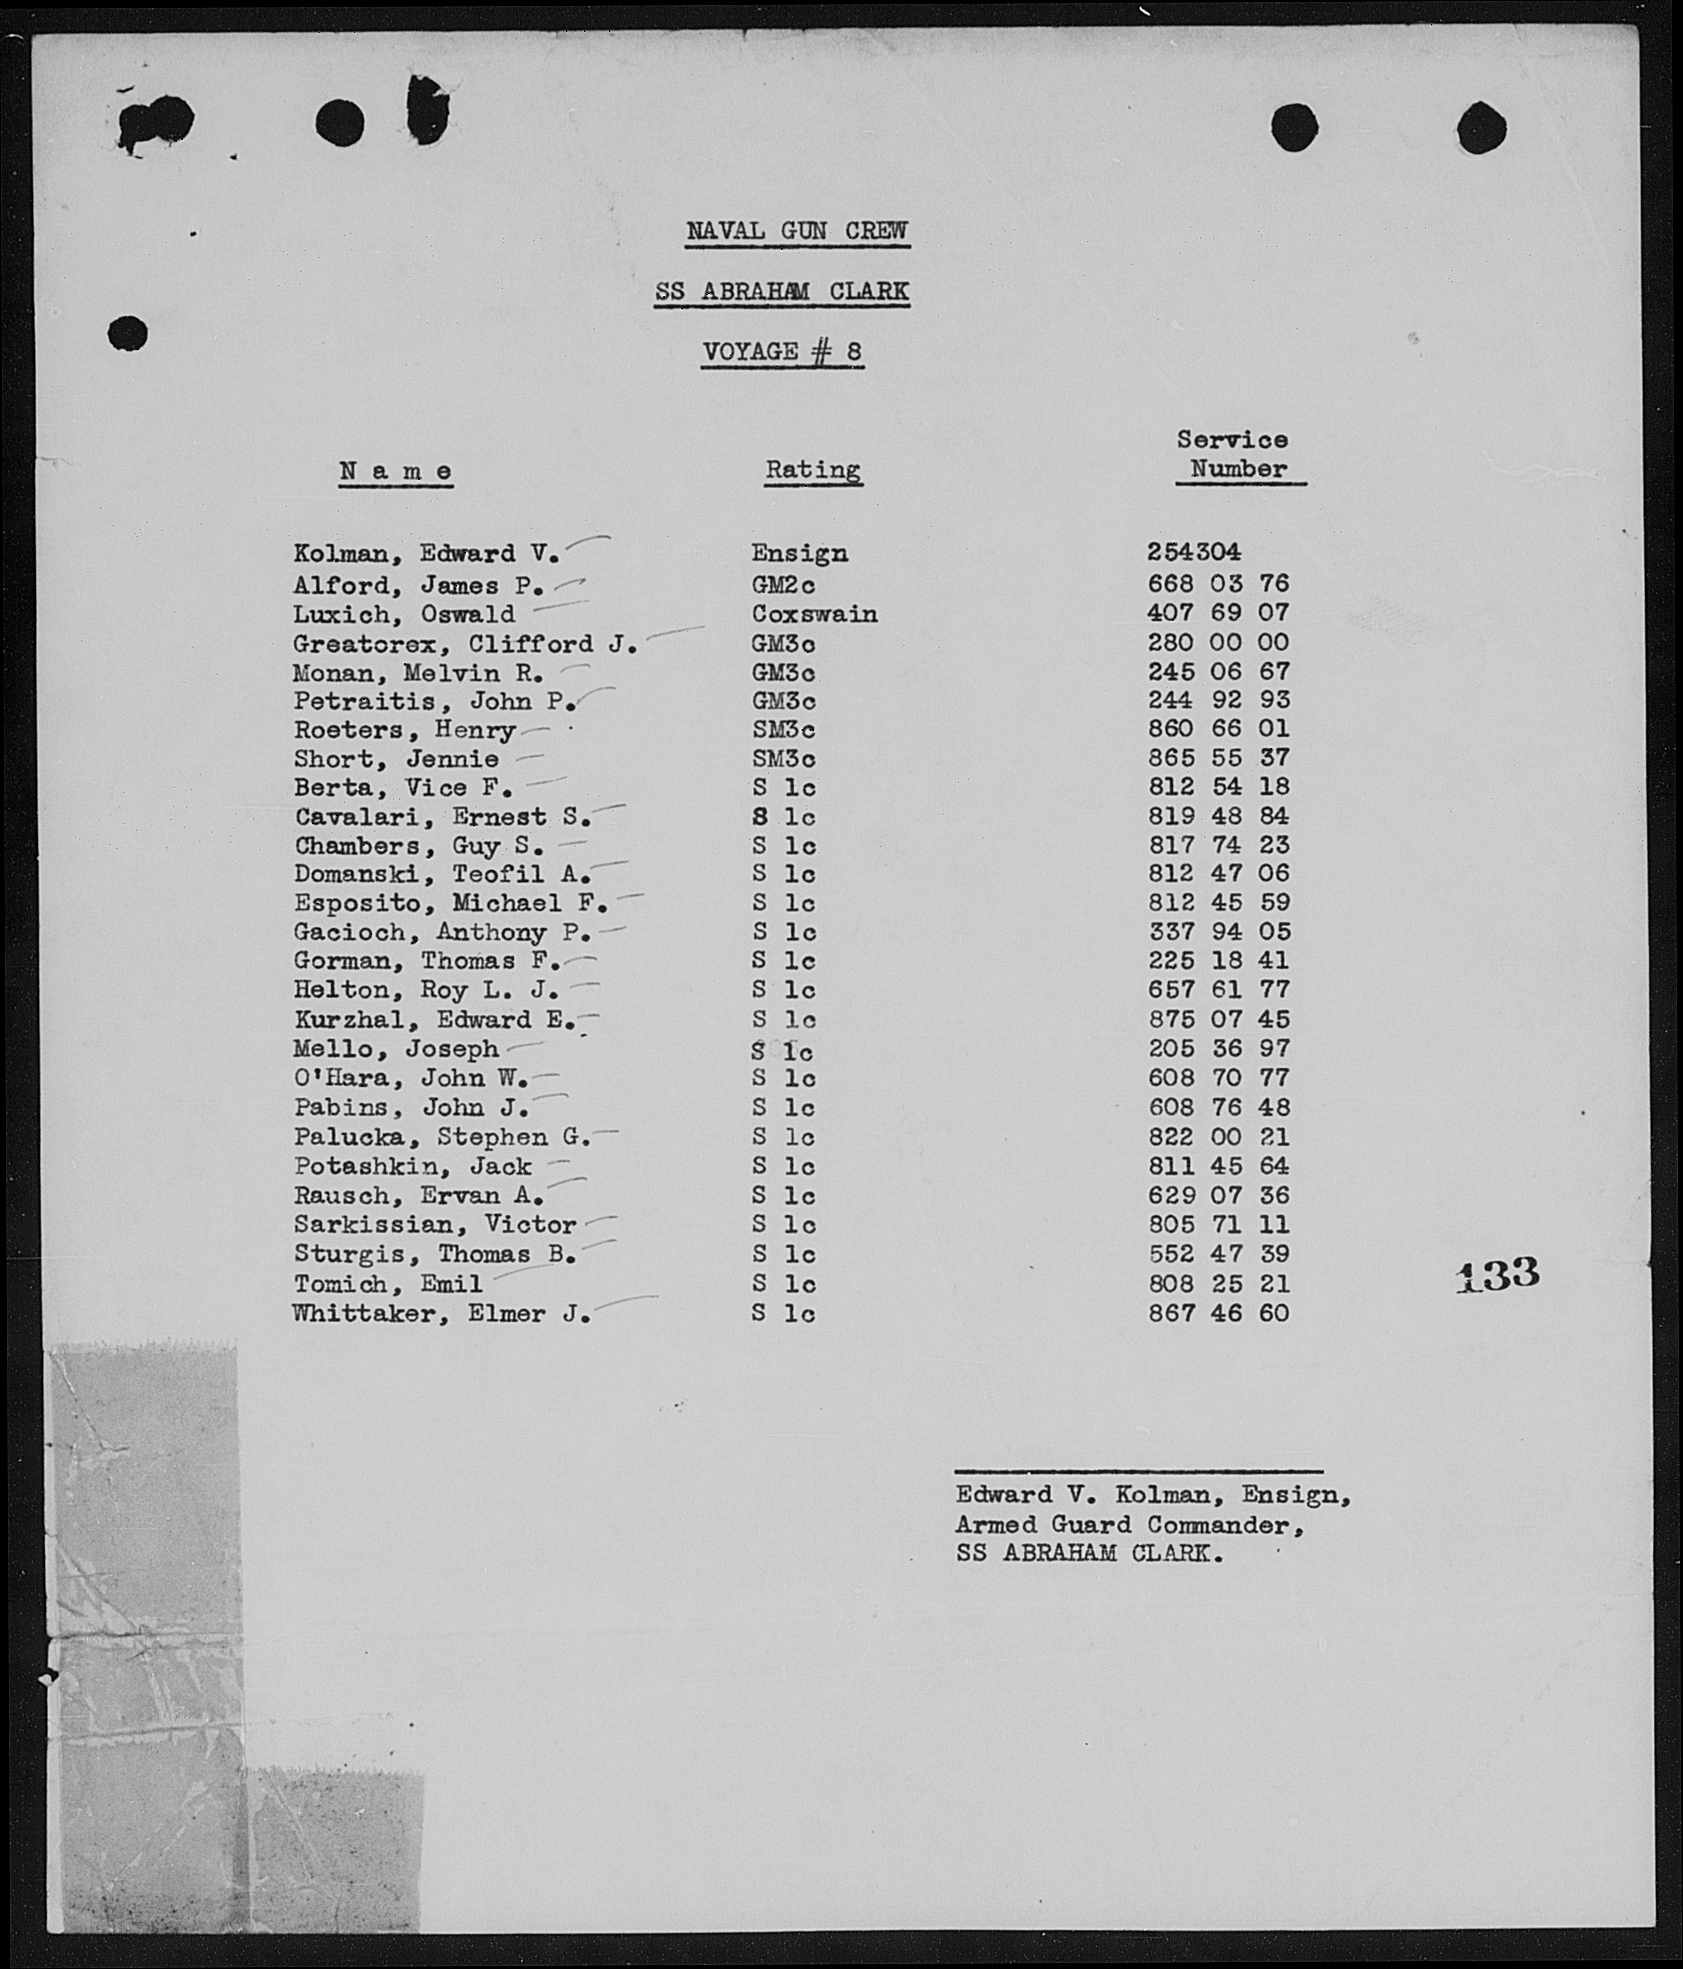 NAVAL GUN CREW
SS ABRAHAM CLARK
VOYAGE # 8
Service
N a m e Rating Number
Kolman, Edward V. Ensign 254304
Alford, James P. GM2c 668 03 76
Luxich, Oswald Coxswain 407 69 07
Greatorex, Clifford J. GM3c 280 00 00
Monan, Melvin R. GM3c 245 06 67
Petraitis, John P. GM3c 244 92 93
Roeters, Henry SM3c 860 66 01
Short, Jennie SM3c 865 55 37
Berta, Vice F. S 1c 812 54 18
Cavalari, Ernest S. S 1c 819 48 84
Chambers, Guy S. S 1c 817 74 23
Domanski, Teofil A. S 1c 812 47 06
Esposito, Michael F. S 1c 812 45 59
Gacioch, Anthony P. S 1c 337 94 05
Gorman, Thomas F. S 1c 225 18 41
Helton, Roy L. J. S 1c 657 61 77
Kurzhal, Edward E. S 1c 875 07 45
Mello, Joseph S 1c 205 36 97
O'Hara, John W. S 1c 608 70 77
Pabins, John J. S 1c 608 76 48
Palucka, Stephen G. S 1c 822 00 21
Potashkin, Jack S 1c 811 45 64
Rausch, Ervan A. S 1c 629 07 36
Sarkissian, Victor S 1c 805 71 11
Sturgis, Thomas B. S 1c 552 47 39
Tomich, Emil S 1c 808 25 21
133
Whittaker, Elmer J. S 1c 867 46 60
Edward V. Kolman, Ensign,
Armed Guard Commander,
SS ABRAHAM CLARK.